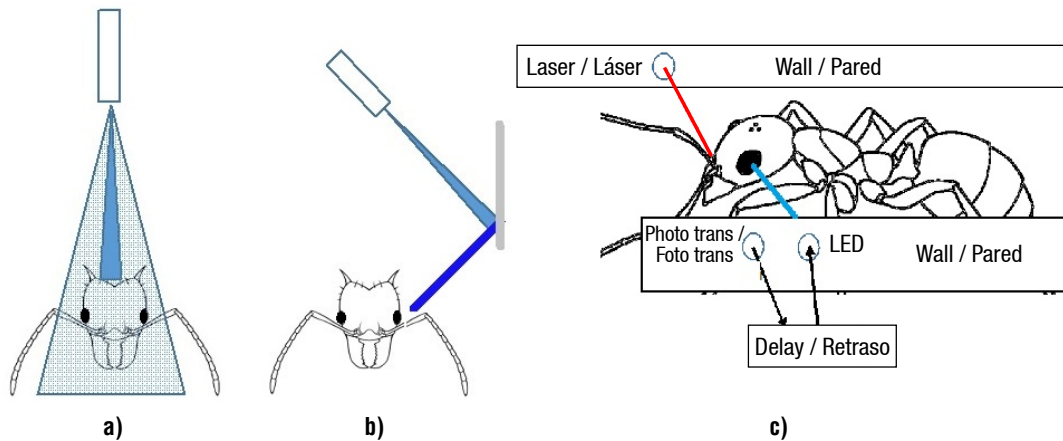 Laser / Láser
Wall / Pared
Photo trans /
Foto trans
LED
Wall / Pared
Delay / Retraso
a)
b)
c)